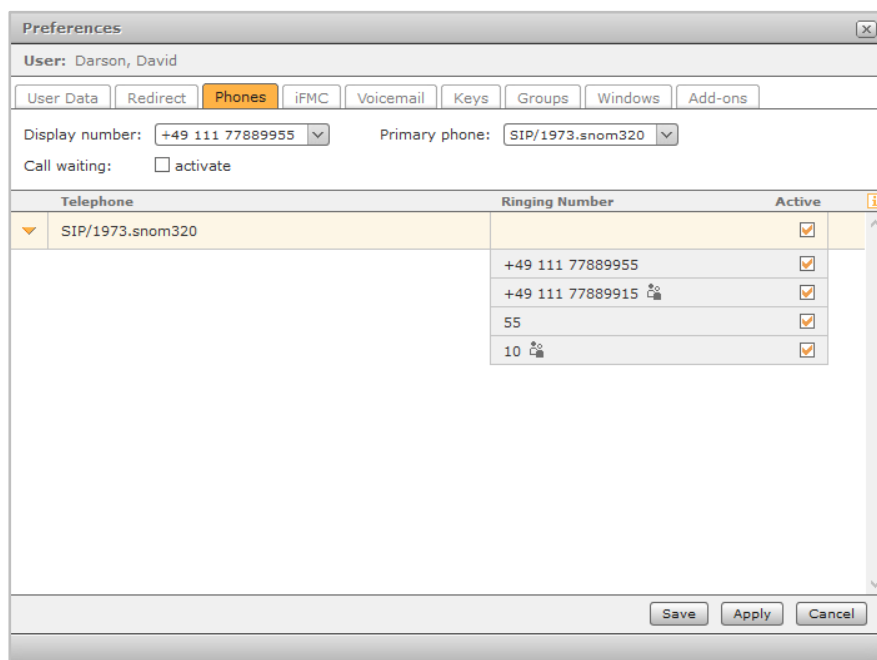 Preferences
User: Darson, David
User Data Redirect Phones iFMC Voicemail Keys Groups Windows Add-ons
Display number: +49 111 77889955 Primary phone: SIP/1973.snom320
Call waiting: activate
Telephone Ringing Number Active
SIP/1973.snom320
+49 111 77889955
+49 111 77889915
55
10
Save Apply Cancel